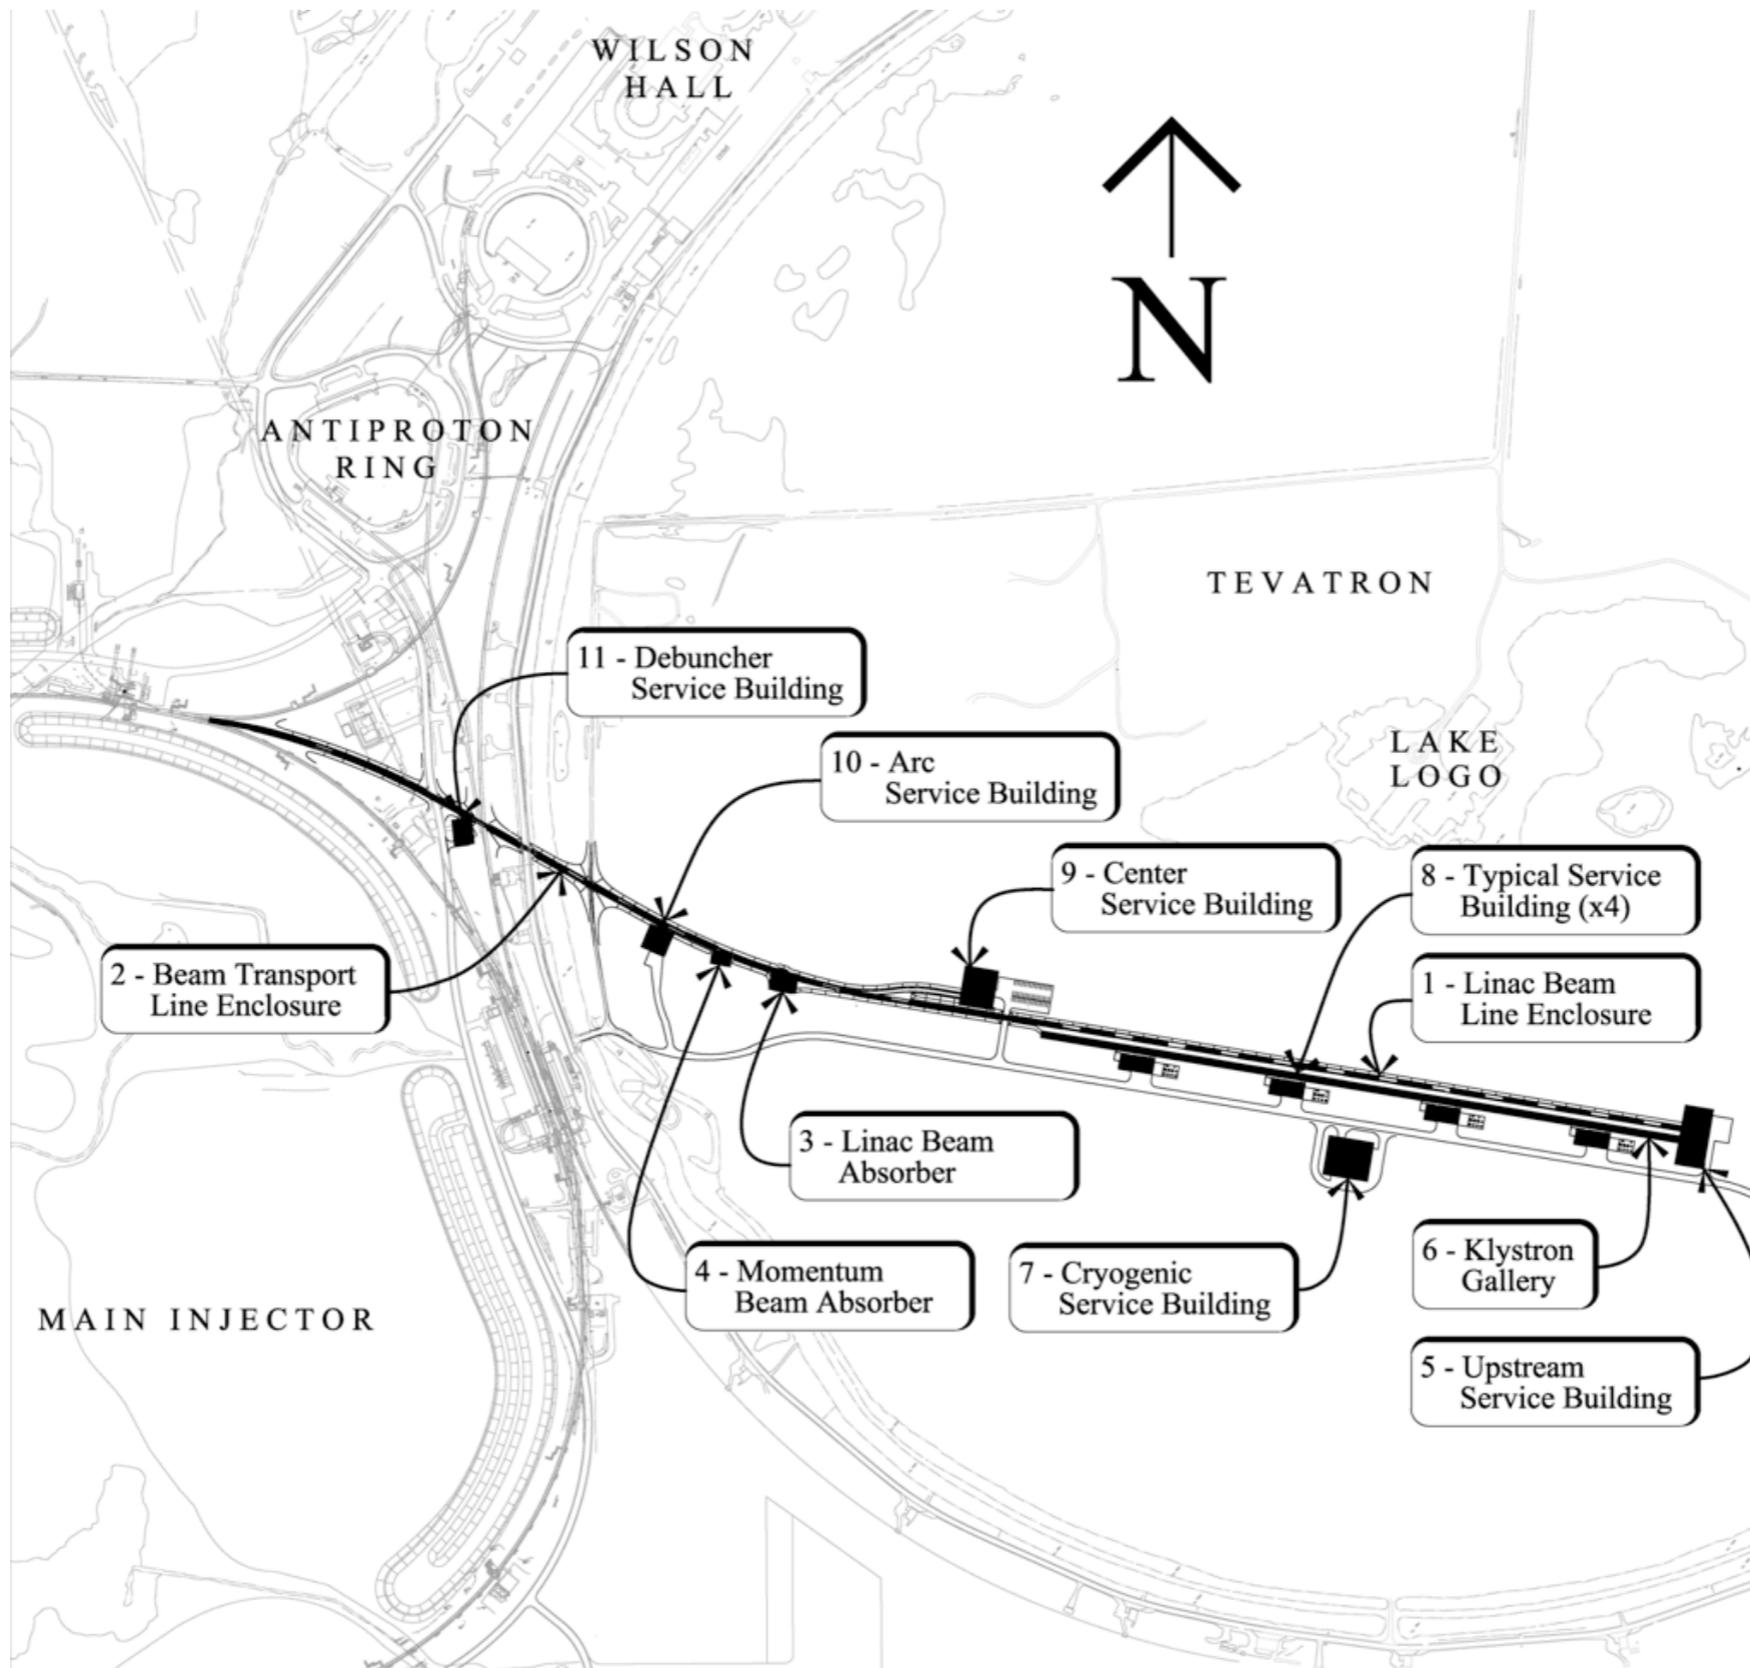 WILSON
HALL
N
ANTIPROTON
RING
TEVATRON
11 - Debuncher
Service Building
LAKE
LOGO
10 - Arc
Service Building
9 - Center
Service Building
8 - Typical Service
Building (x4)
2 - Beam Transport
Line Enclosure
1 - Linac Beam
Line Enclosure
3 - Linac Beam
Absorber
4 - Momentum
Beam Absorber
7 - Cryogenic
Service Building
6 - Klystron
Gallery
MAIN INJECTOR
5 - Upstream
Service Building